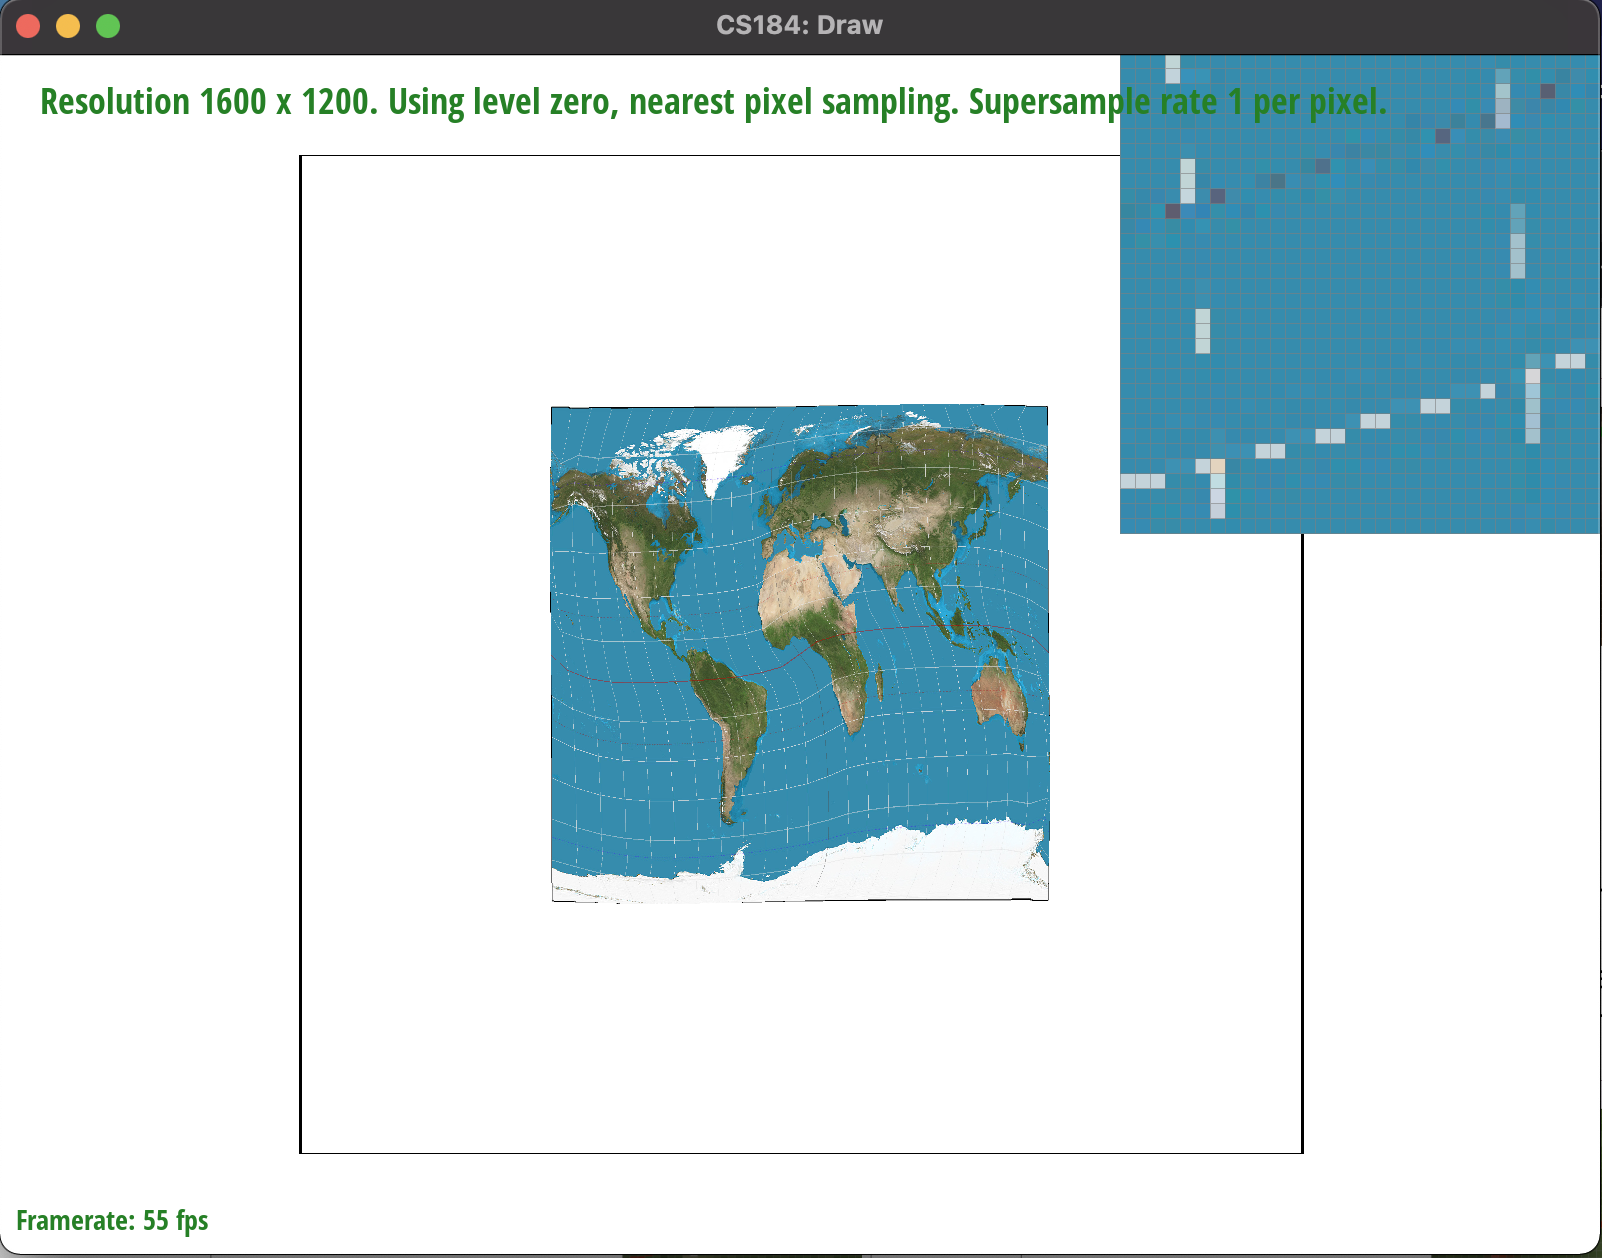 CS184: Draw
Resolution 1600 x 1200. Using level zero, nearest pixel sampling. Supersample rate 1 per pixel.
Framerate: 55 fps